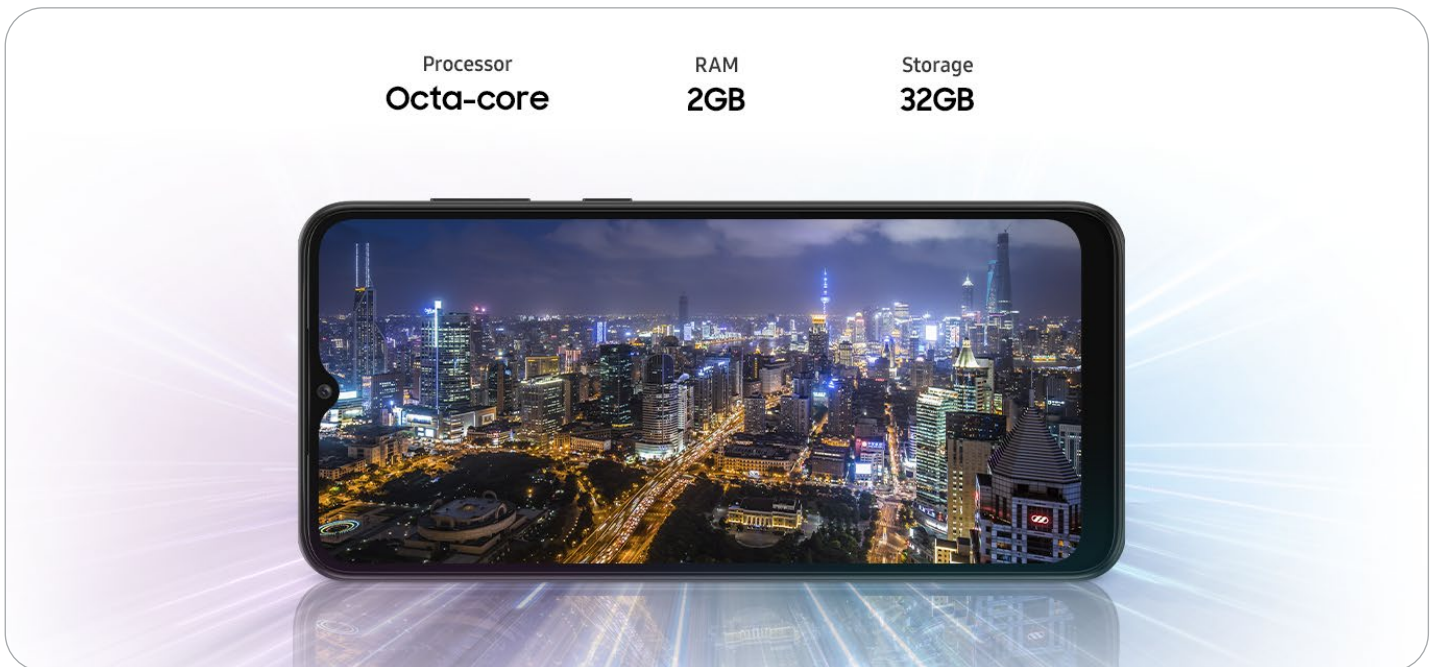 Processor
Octa-core
RAM
2GB
Storage
32GB